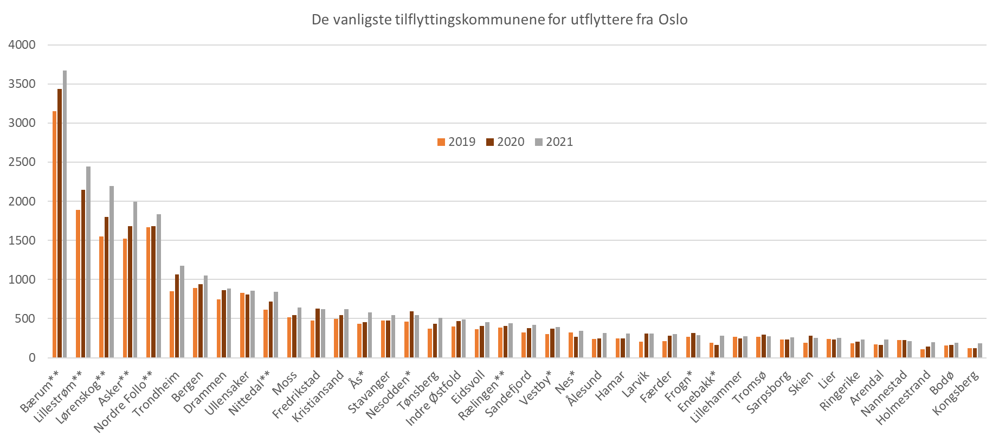 De vanligste tilflyttingskommunene for utflyttere fra Oslo
4000
3500
3000
2500
2000
1500
1000
500
0
2019 2020 2021
Bærum**
Lillestrøm**
Lørenskog**
Asker**
Nordre Follo**
Trondheim
Bergen
Drammen
Ullensaker
Nittedal**
Moss
Fredrikstad
Kristiansand
Ås*
Stavanger
Nesodden*
Tønsberg
Indre Østfold
Eidsvoll
Rælingen**
Sandefjord
Vestby*
Nes*
Ålesund
Hamar
Larvik
Færder
Frogn*
Enebakk*
Lillehammer
Tromsø
Sarpsborg
Skien
Lier
Ringerike
Arendal
Nannestad
Holmestrand
Bodø
Kongsberg